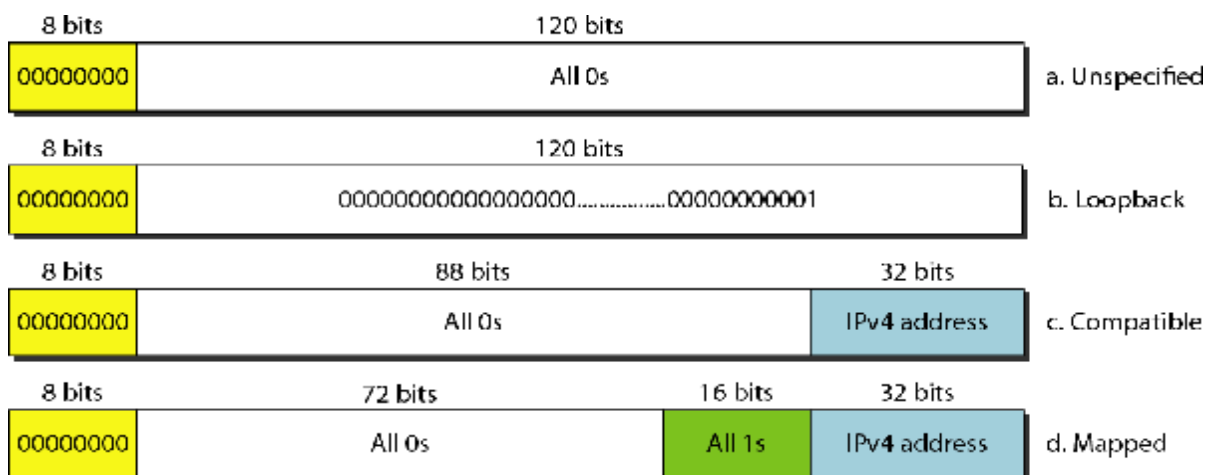 8 bits 120 bits
00000000 All 0s a. Unspecified
8 bits 120 bits
00000000 000000000000000000................00000000001 b. Loopback
8 bits 88 bits 32 bits
00000000 All 0s IPv4 address c. Compatible
8 bits 72 bits 16 bits 32 bits
00000000 All 0s All 1s IPv4 address d. Mapped